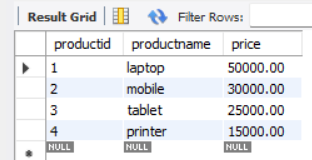 Result Grid Filter Rows:
productid productname price
1 laptop 50000.00
2 mobile 30000.00
3 tablet 25000.00
4 printer 15000.00
NULL NULL NULL